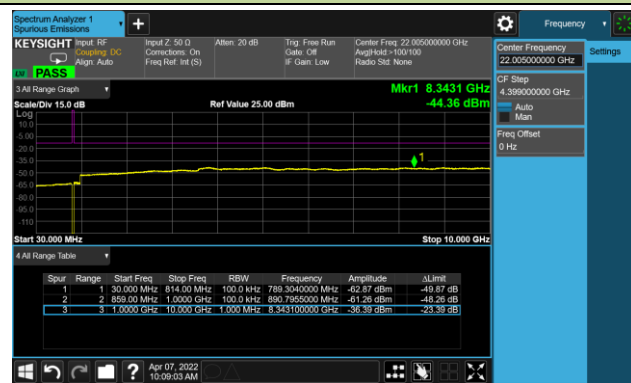 Spectrum Analyzer 1
Spurious Emissions
Frequency
KEYSIGHT
Input: RF
Coupling: DC
Align: Auto
Input Z: 50 Ω
Corrections: On
Freq Ref: Int (S)
Atten: 20 dB
Trig: Free Run
Gate: Off
IF Gain: Low
Center Freq: 22.005000000 GHz
Avg|Hold:>100/100
Radio Std: None
PASS
Center Frequency
22.005000000 GHz
Settings
CF Step
4.399000000 GHz
Auto
Man
Freq Offset
0 Hz
3 All Range Graph
Mkr1 8.3431 GHz
Scale/Div 15.0 dB
Ref Value 25.00 dBm
-44.36 dBm
Log
10.0
-5.00
-20.0
-35.0
-50.0
-65.0
-80.0
-95.0
-110
1
Start 30.000 MHz
Stop 10.000 GHz
4 All Range Table
Spur Range Start Freq Stop Freq RBW Frequency Amplitude ΔLimit
1 1 30.000 MHz 814.00 MHz 100.0 kHz 789.3040000 MHz -62.87 dBm -49.87 dB
2 2 859.00 MHz 1.0000 GHz 100.0 kHz 890.7955000 MHz -61.26 dBm -48.26 dB
3 3 1.0000 GHz 10.000 GHz 1.000 MHz 8.343100000 GHz -36.39 dBm -23.39 dB
?
Apr 07, 2022
10:09:03 AM